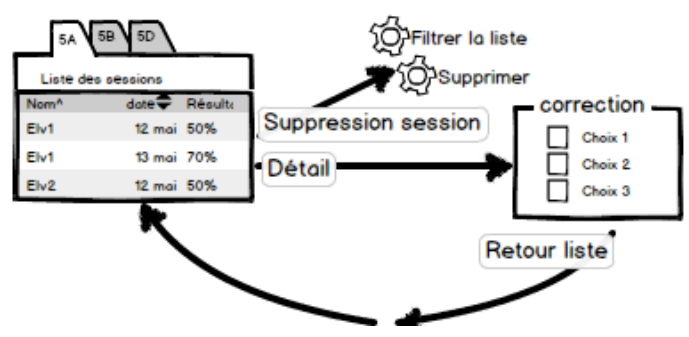 5A 5B 5D
Liste des sessions
Nom^ date Résulta
Elv1 12 mai 50%
Elv1 13 mai 70%
Elv2 12 mai 50%
Filtrer la liste
Supprimer
Suppression session
Détail
correction
Choix 1
Choix 2
Choix 3
Retour liste